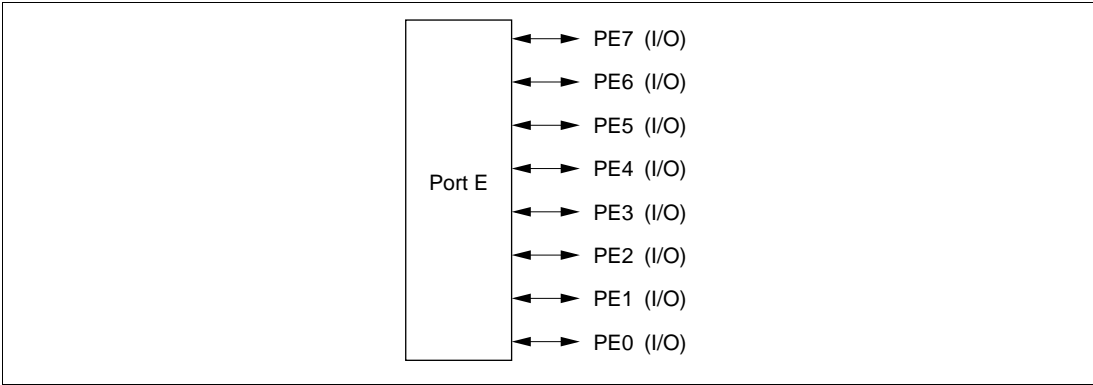 PE7 (I/O)
PE6 (I/O)
PE5 (I/O)
PE4 (I/O)
Port E
PE3 (I/O)
PE2 (I/O)
PE1 (I/O)
PE0 (I/O)